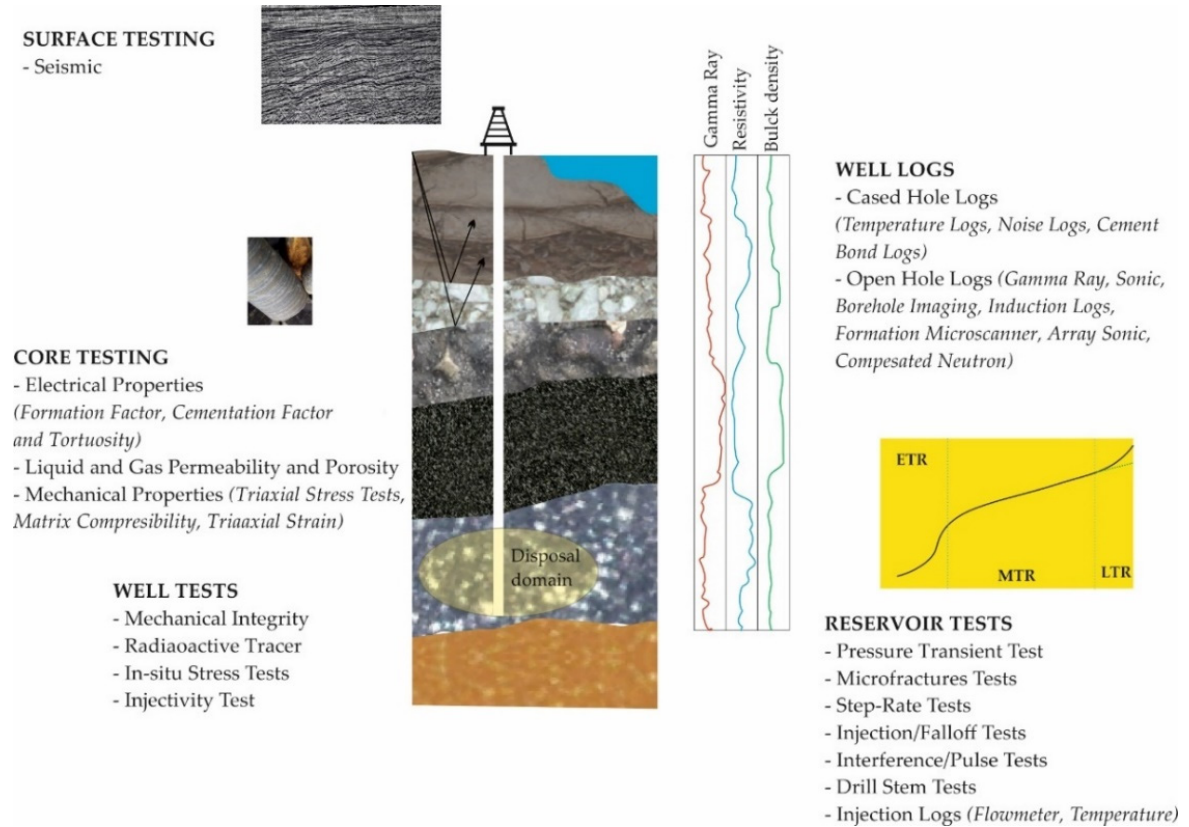 SURFACE TESTING
- Seismic
Gamma Ray
Resistivity
Bulck density
WELL LOGS
- Cased Hole Logs
(Temperature Logs, Noise Logs, Cement
Bond Logs)
- Open Hole Logs (Gamma Ray, Sonic,
Borehole Imaging, Induction Logs,
Formation Microscanner, Array Sonic,
Compesated Neutron)
CORE TESTING
- Electrical Properties
(Formation Factor, Cementation Factor
and Tortuosity)
- Liquid and Gas Permeability and Porosity
- Mechanical Properties (Triaxial Stress Tests,
Matrix Compresibility, Triaaxial Strain)
ETR
MTR
LTR
Disposal
domain
WELL TESTS
- Mechanical Integrity
- Radiaoactive Tracer
- In-situ Stress Tests
- Injectivity Test
RESERVOIR TESTS
- Pressure Transient Test
- Microfractures Tests
- Step-Rate Tests
- Injection/Falloff Tests
- Interference/Pulse Tests
- Drill Stem Tests
- Injection Logs (Flowmeter, Temperature)